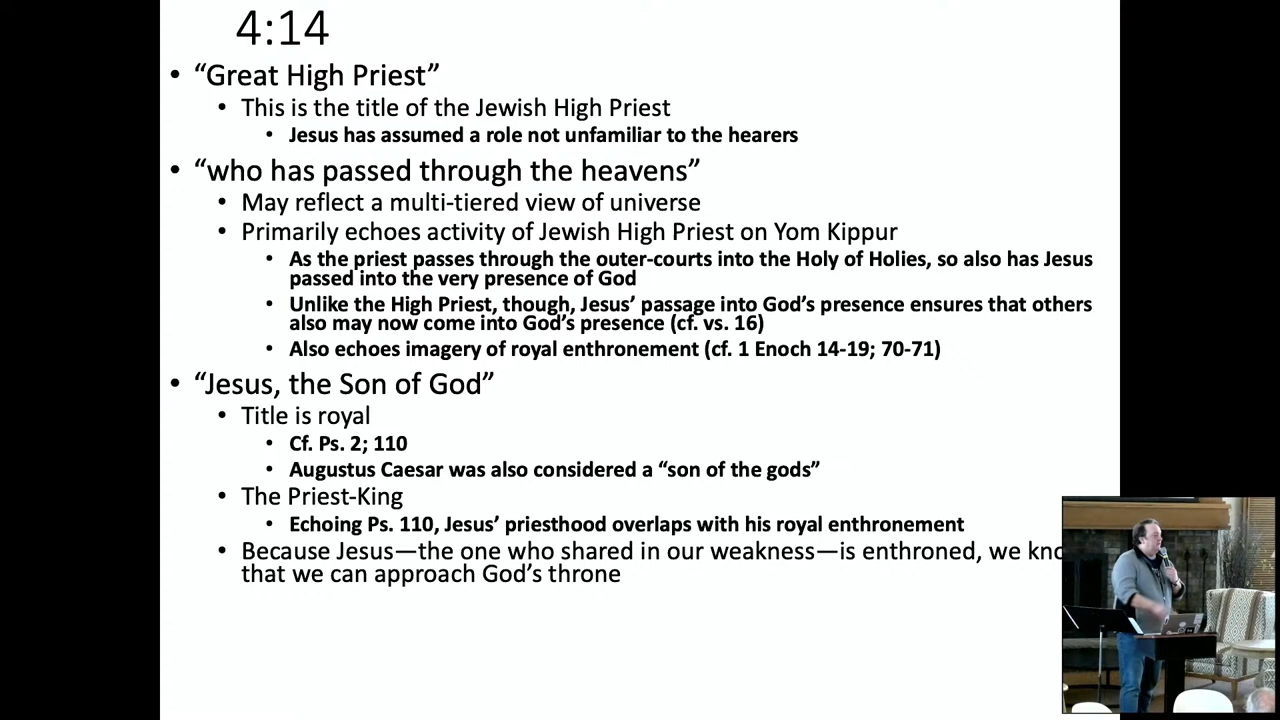 4:14
• “Great High Priest”
• This is the title of the Jewish High Priest
• Jesus has assumed a role not unfamiliar to the hearers
• “who has passed through the heavens”
• May reflect a multi-tiered view of universe
• Primarily echoes activity of Jewish High Priest on Yom Kippur
• As the priest passes through the outer-courts into the Holy of Holies, so also has Jesus
passed into the very presence of God
• Unlike the High Priest, though, Jesus’ passage into God’s presence ensures that others
also may now come into God’s presence (cf. vs. 16)
• Also echoes imagery of royal enthronement (cf. 1 Enoch 14-19; 70-71)
• “Jesus, the Son of God”
• Title is royal
• Cf. Ps. 2; 110
• Augustus Caesar was also considered a “son of the gods”
• The Priest-King
• Echoing Ps. 110, Jesus’ priesthood overlaps with his royal enthronement
• Because Jesus—the one who shared in our weakness—is enthroned, we
that we can approach God’s throne